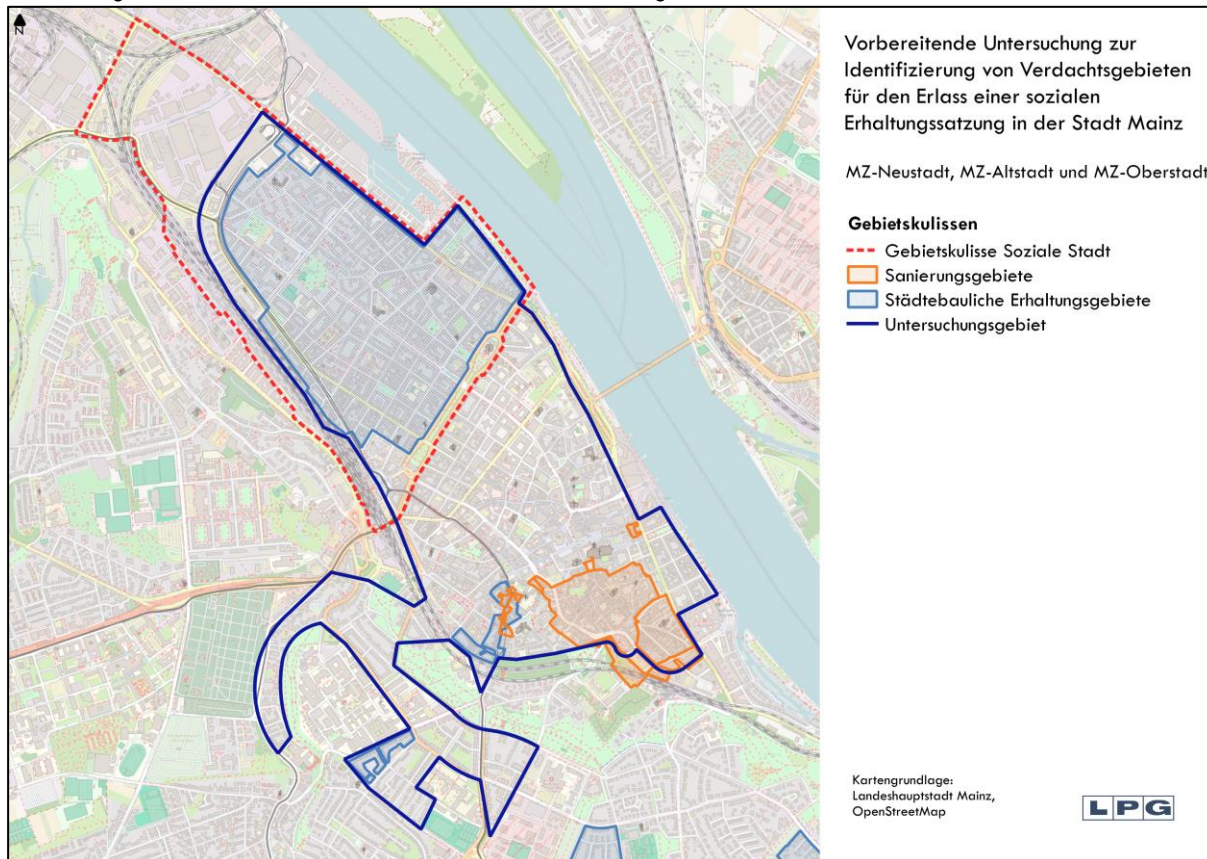 N
Vorbereitende Untersuchung zur
Identifizierung von Verdachtsgebieten
für den Erlass einer sozialen
Erhaltungssatzung in der Stadt Mainz
MZ-Neustadt, MZ-Altstadt und MZ-Oberstadt
Gebietskulissen
Gebietskulisse Soziale Stadt
Sanierungsgebiete
Städtebauliche Erhaltungsgebiete
Untersuchungsgebiet
Kartengrundlage:
Landeshauptstadt Mainz,
OpenStreetMap
LPG